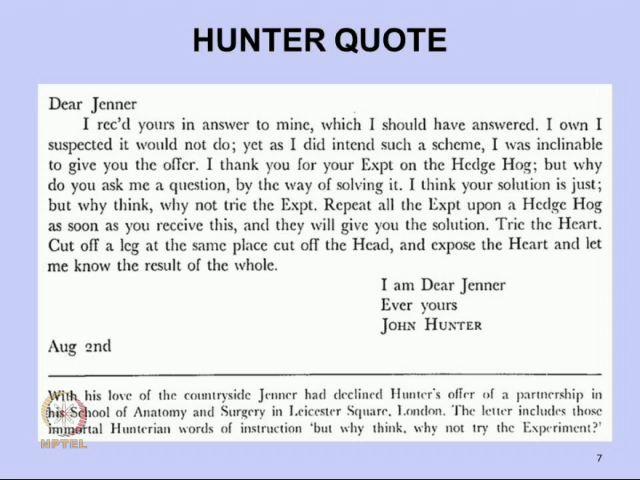 HUNTER QUOTE
Dear Jenner
I rec'd yours in answer to mine, which I should have answered. I own I
suspected it would not do; yet as I did intend such a scheme, I was inclinable
to give you the offer. I thank you for your Expt on the Hedge Hog; but why
do you ask me a question, by the way of solving it. I think your solution is just;
but why think, why not trie the Expt. Repeat all the Expt upon a Hedge Hog
as soon as you receive this, and they will give you the solution. Trie the Heart.
Cut off a leg at the same place cut off the Head, and expose the Heart and let
me know the result of the whole.
I am Dear Jenner
Ever yours
JOHN HUNTER
Aug 2nd
With his love of the countryside Jenner had declined Hunter's offer of a partnership in
his School of Anatomy and Surgery in Leicester Square, London. The letter includes those
immortal Hunterian words of instruction 'but why think, why not try the Experiment?'
NPTEL
7